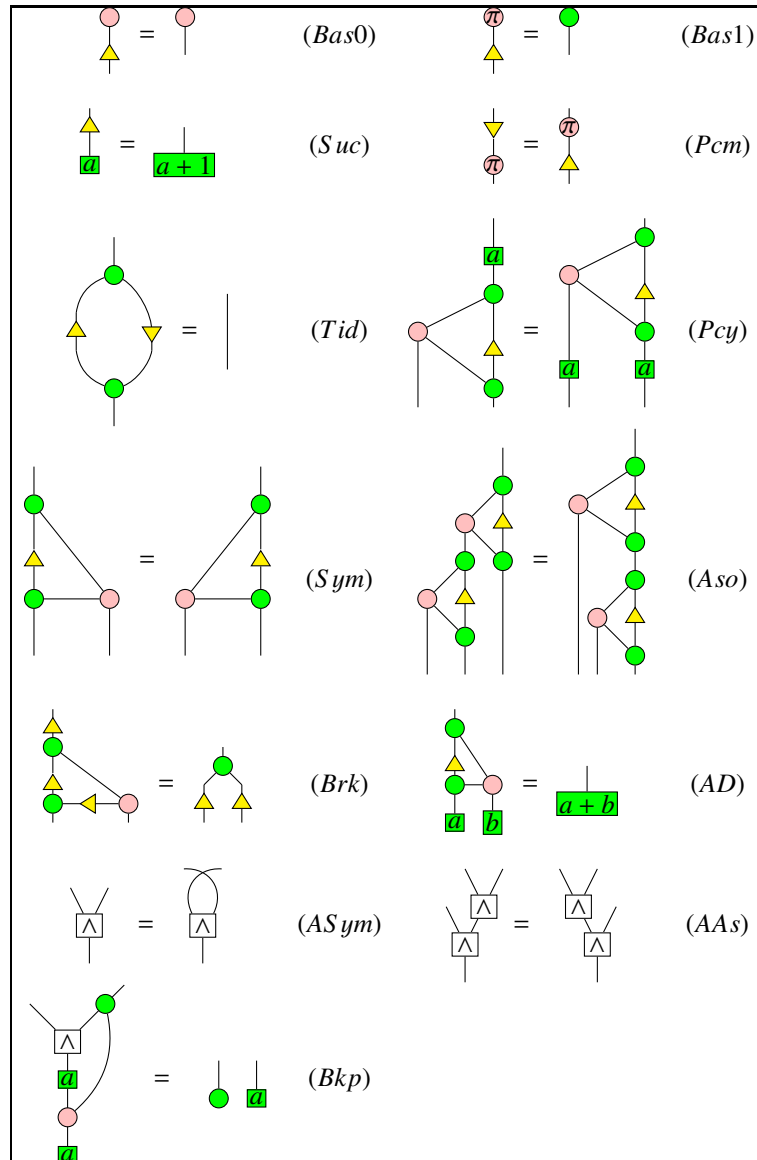 π
= (Bas0) = (Bas1)
a = a + 1 (Suc) π = π (Pcm)
= (Tid) a = a a (Pcy)
= (Sym) = (Aso)
= (Brk) a b = a + b (AD)
∧ = ∧ (ASym) ∧ ∧ = ∧ ∧ (AAs)
∧
a = a (Bkp)
a